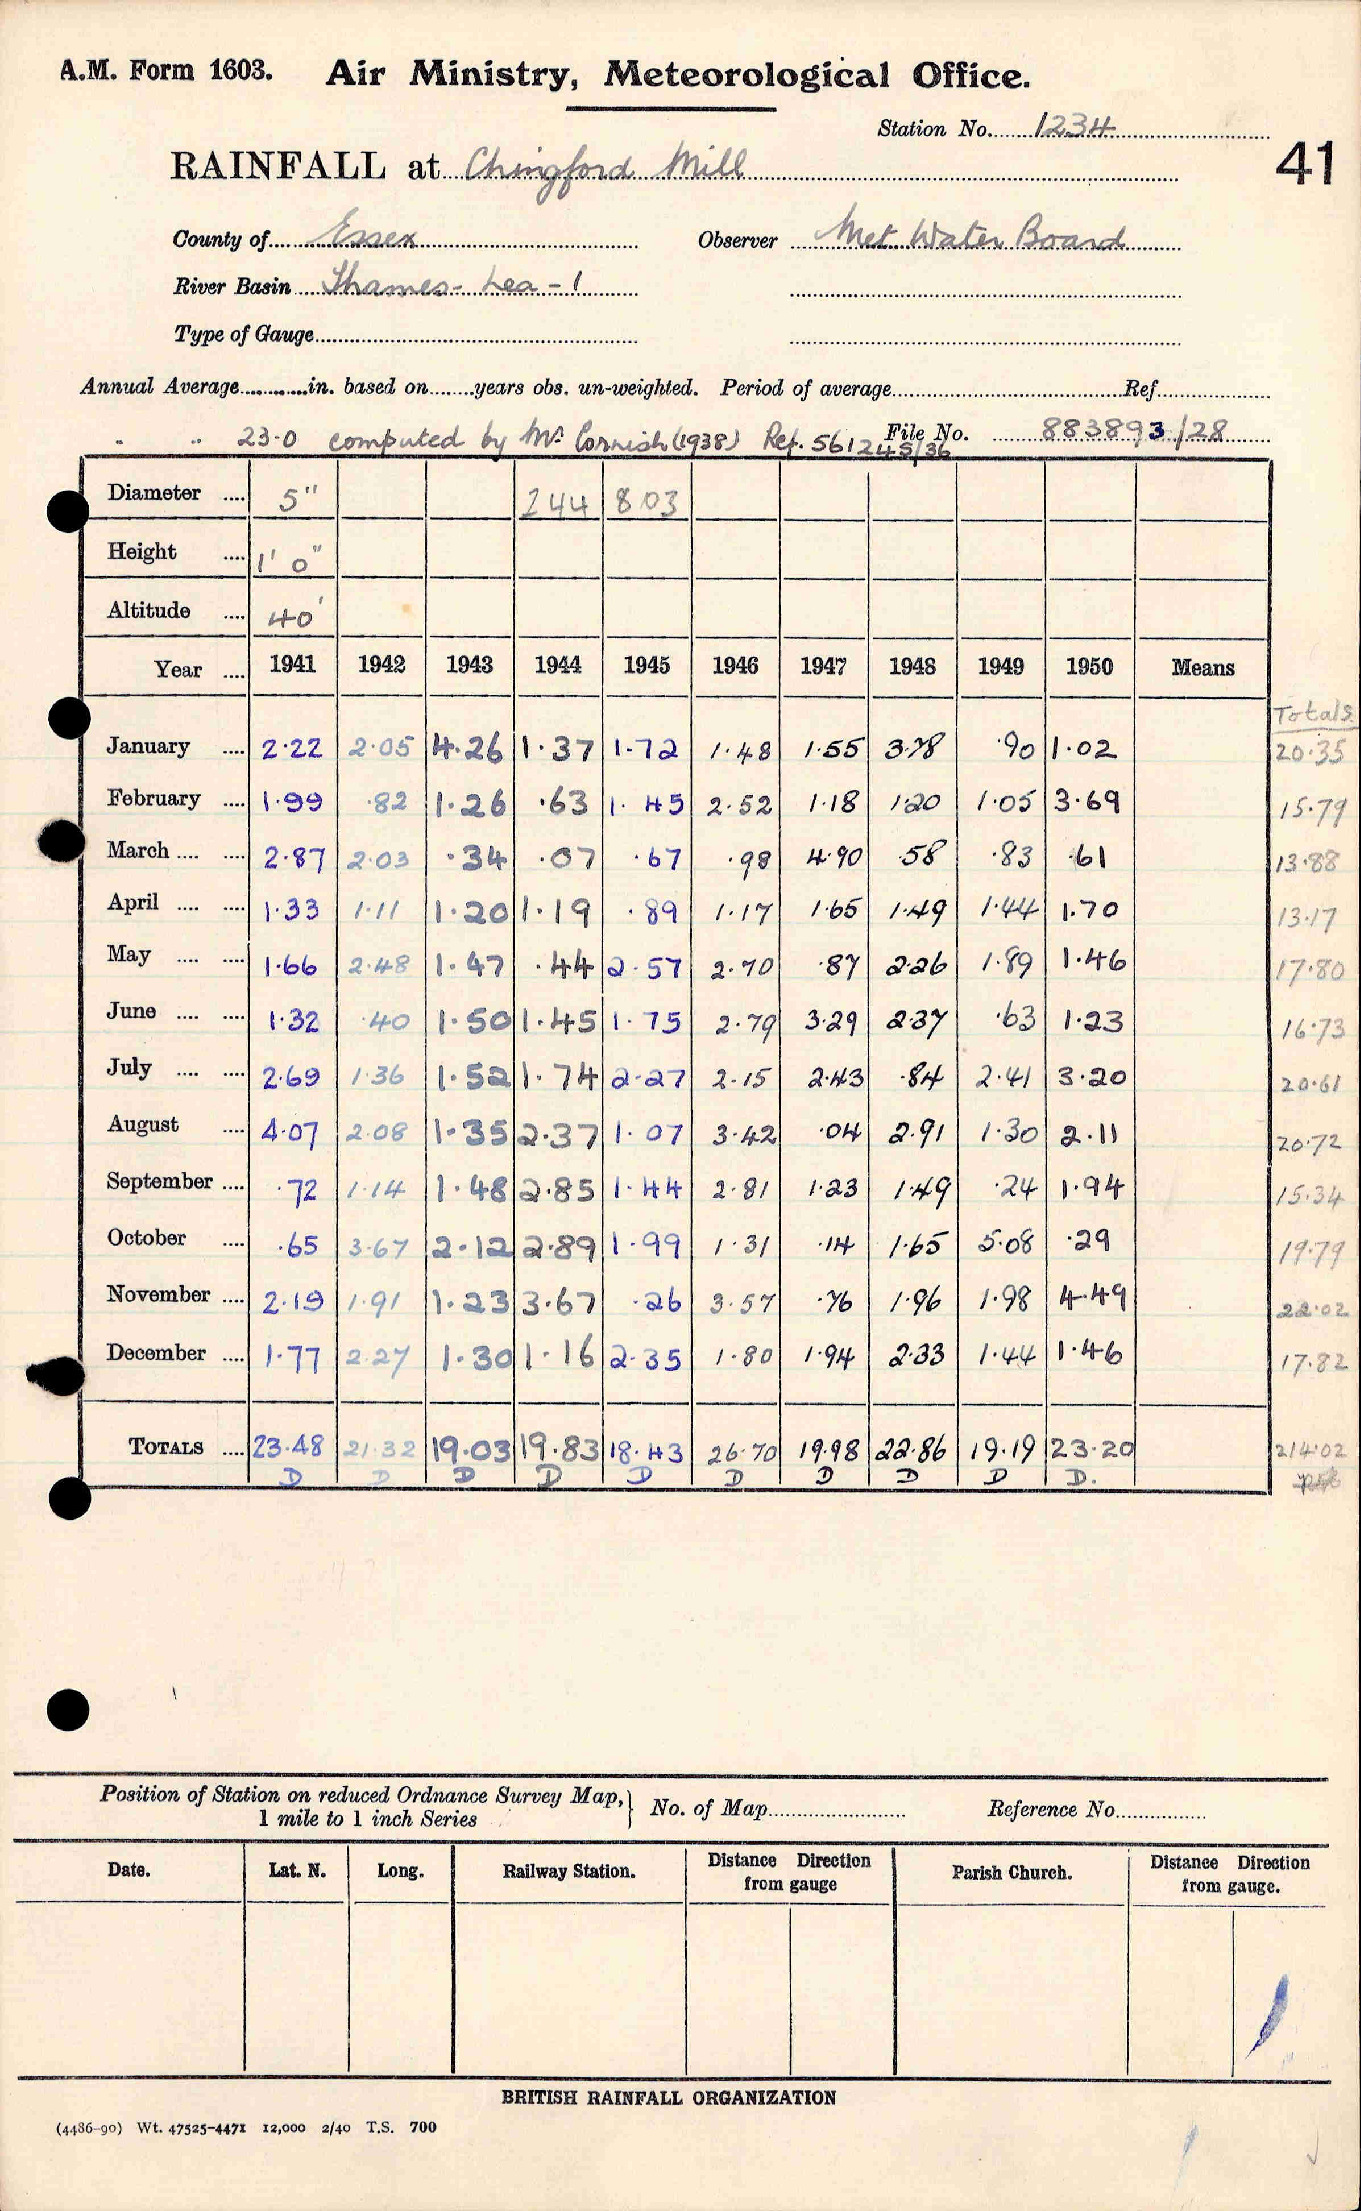 A.M. Form 1603. Air Ministry, Meteorological Office.
Station No. 1234
41
RAINFALL at Chingford Mill
County of Essex Observer Met Water Board
River Basin Thames - Lea - 1
Type of Gauge
Annual Average in. based on years obs. un-weighted. Period of average Ref
" " 23.0 computed by Mr Cornish (1938) Ref. 561245/36 File No. 883893/28
Diameter 5" 244 803
Height 1' 0"
Altitude 40'
Year 1941 1942 1943 1944 1945 1946 1947 1948 1949 1950 Means
Totals
January 2.22 2.05 4.26 1.37 1.72 1.48 1.55 3.78 .90 1.02 20.35
February 1.99 .82 1.26 .63 1.45 2.52 1.18 1.20 1.05 3.69 15.79
March 2.87 2.03 .34 .07 .67 .98 4.90 .58 .83 .61 13.88
April 1.33 1.11 1.20 1.19 .89 1.17 1.65 1.49 1.44 1.70 13.17
May 1.66 2.48 1.47 .44 2.57 2.70 .87 2.26 1.89 1.46 17.80
June 1.32 .40 1.50 1.45 1.75 2.79 3.29 2.37 .63 1.23 16.73
July 2.69 1.36 1.52 1.74 2.27 2.15 2.43 .84 2.41 3.20 20.61
August 4.07 2.08 1.35 2.37 1.07 3.42 .04 2.91 1.30 2.11 20.72
September .72 1.14 1.48 2.85 1.44 2.81 1.23 1.49 .24 1.94 15.34
October .65 3.67 2.12 2.89 1.99 1.31 .14 1.65 5.08 .29 19.79
November 2.19 1.91 1.23 3.67 .26 3.57 .76 1.96 1.98 4.49 22.02
December 1.77 2.27 1.30 1.16 2.35 1.80 1.94 2.33 1.44 1.46 17.82
TOTALS 23.48 21.32 19.03 19.83 18.43 26.70 19.98 22.86 19.19 23.20 214.02
D D D D D D D D D D.
Position of Station on reduced Ordnance Survey Map, 1 mile to 1 inch Series } No. of Map Reference No.
Date. Lat. N. Long. Railway Station. Distance Direction from gauge Parish Church. Distance Direction from gauge.
BRITISH RAINFALL ORGANIZATION
(4486-90) Wt. 47525-4471 12,000 2/40 T.S. 700